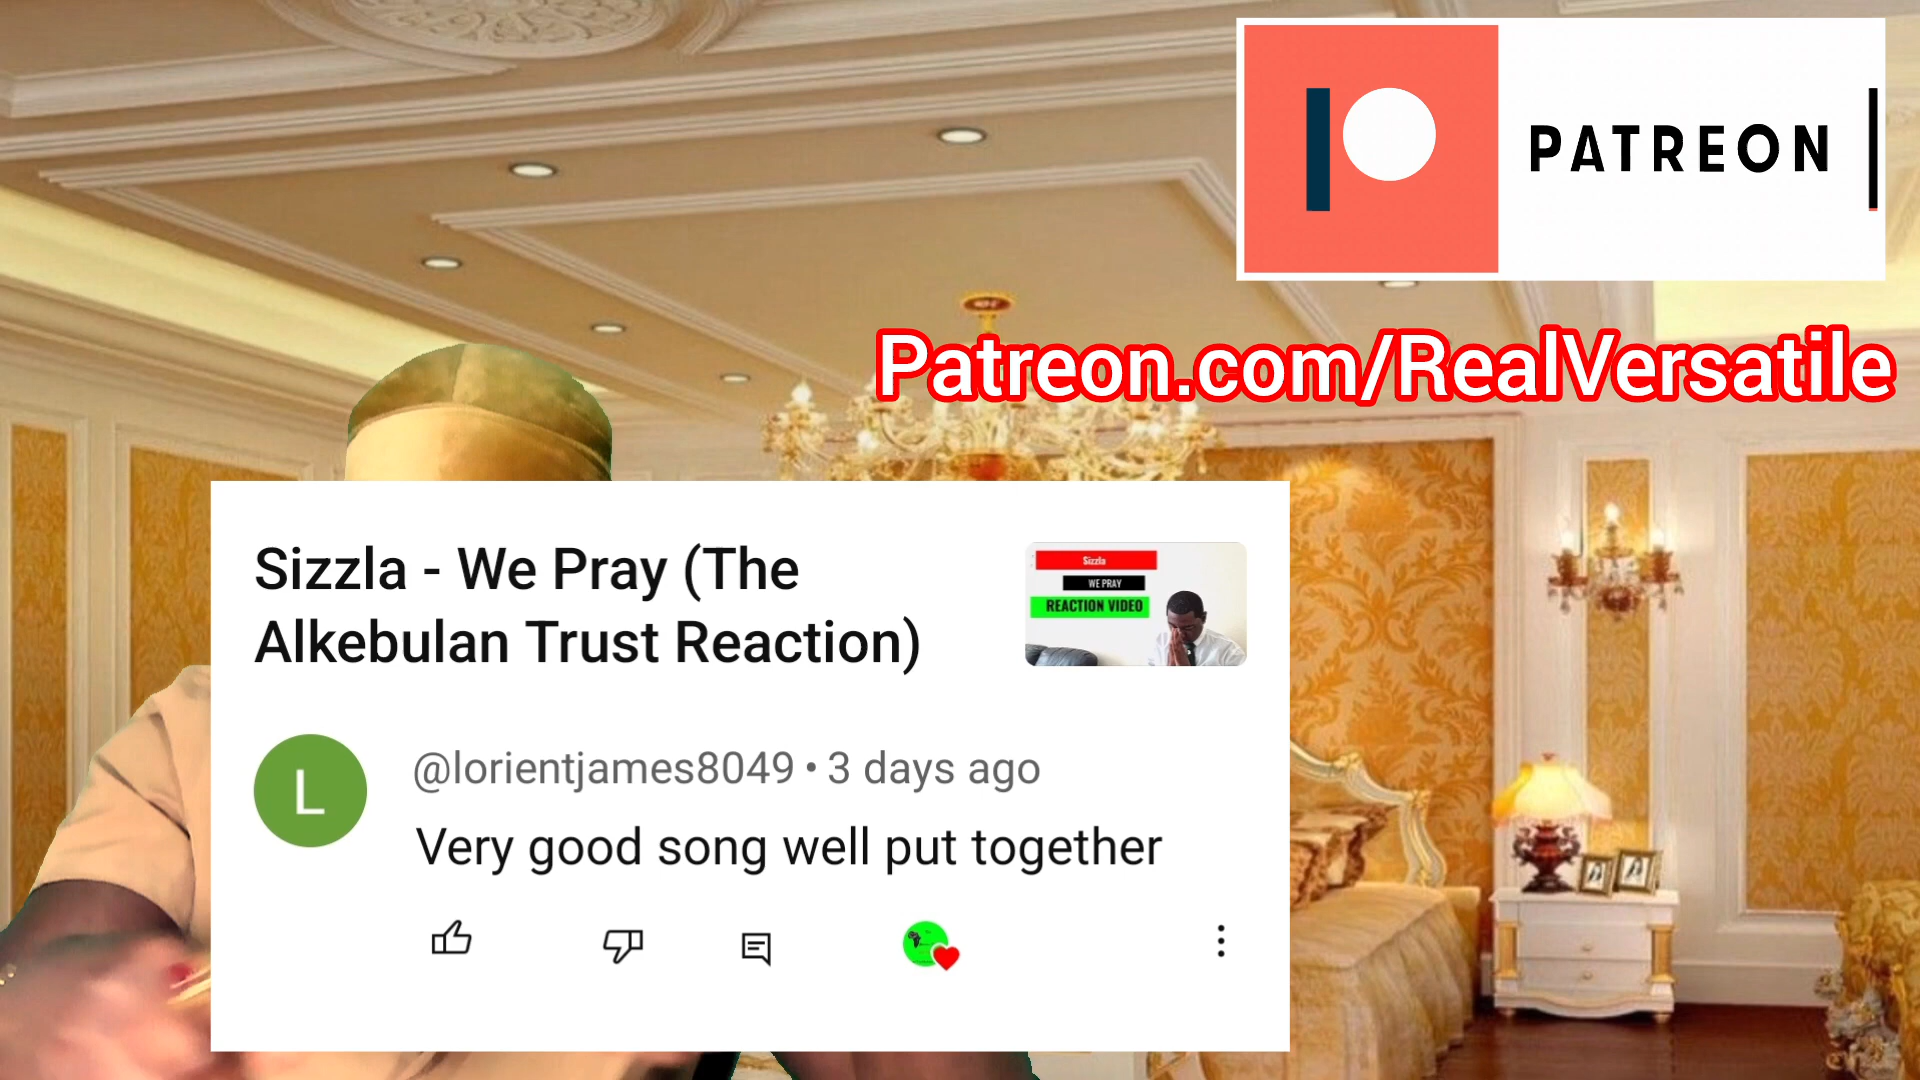 PATREON
Patreon.com/RealVersatile
Sizzla - We Pray (The
Alkebulan Trust Reaction)
Sizzla
WE PRAY
REACTION VIDEO
L
@lorientjames8049 • 3 days ago
Very good song well put together